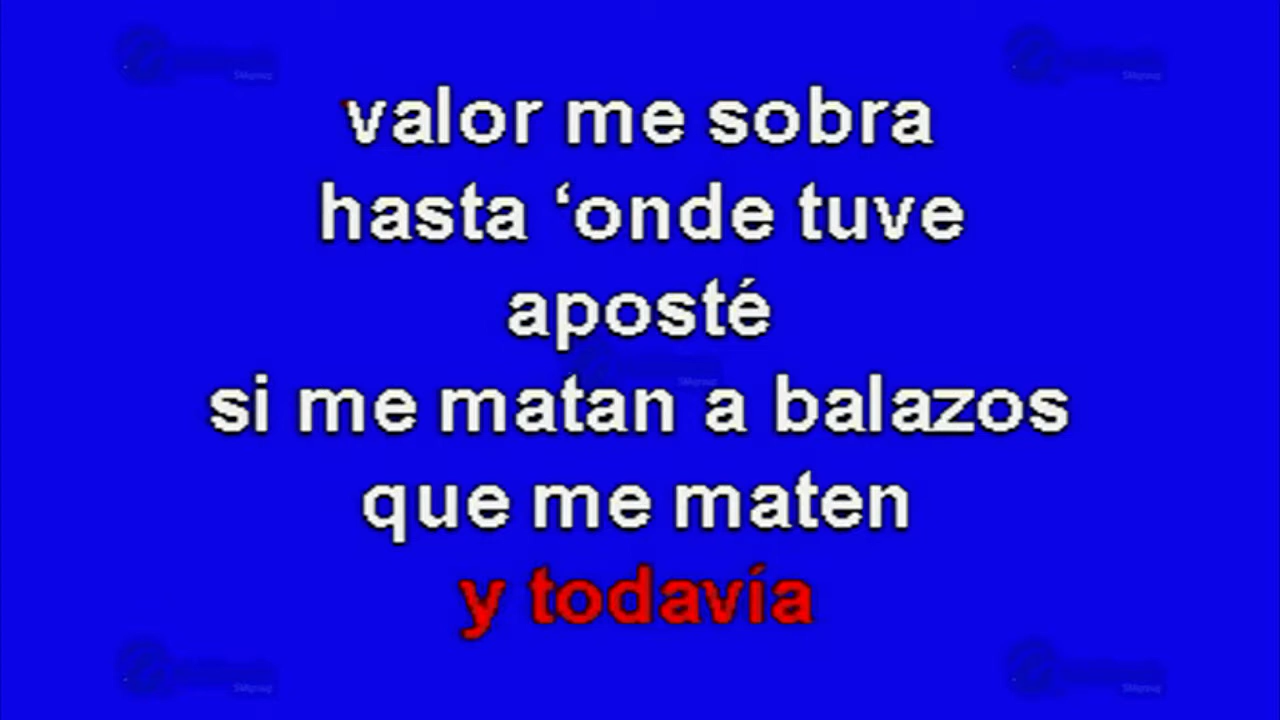 valor me sobra
hasta ‘onde tuve
aposté
si me matan a balazos
que me maten
y todavía